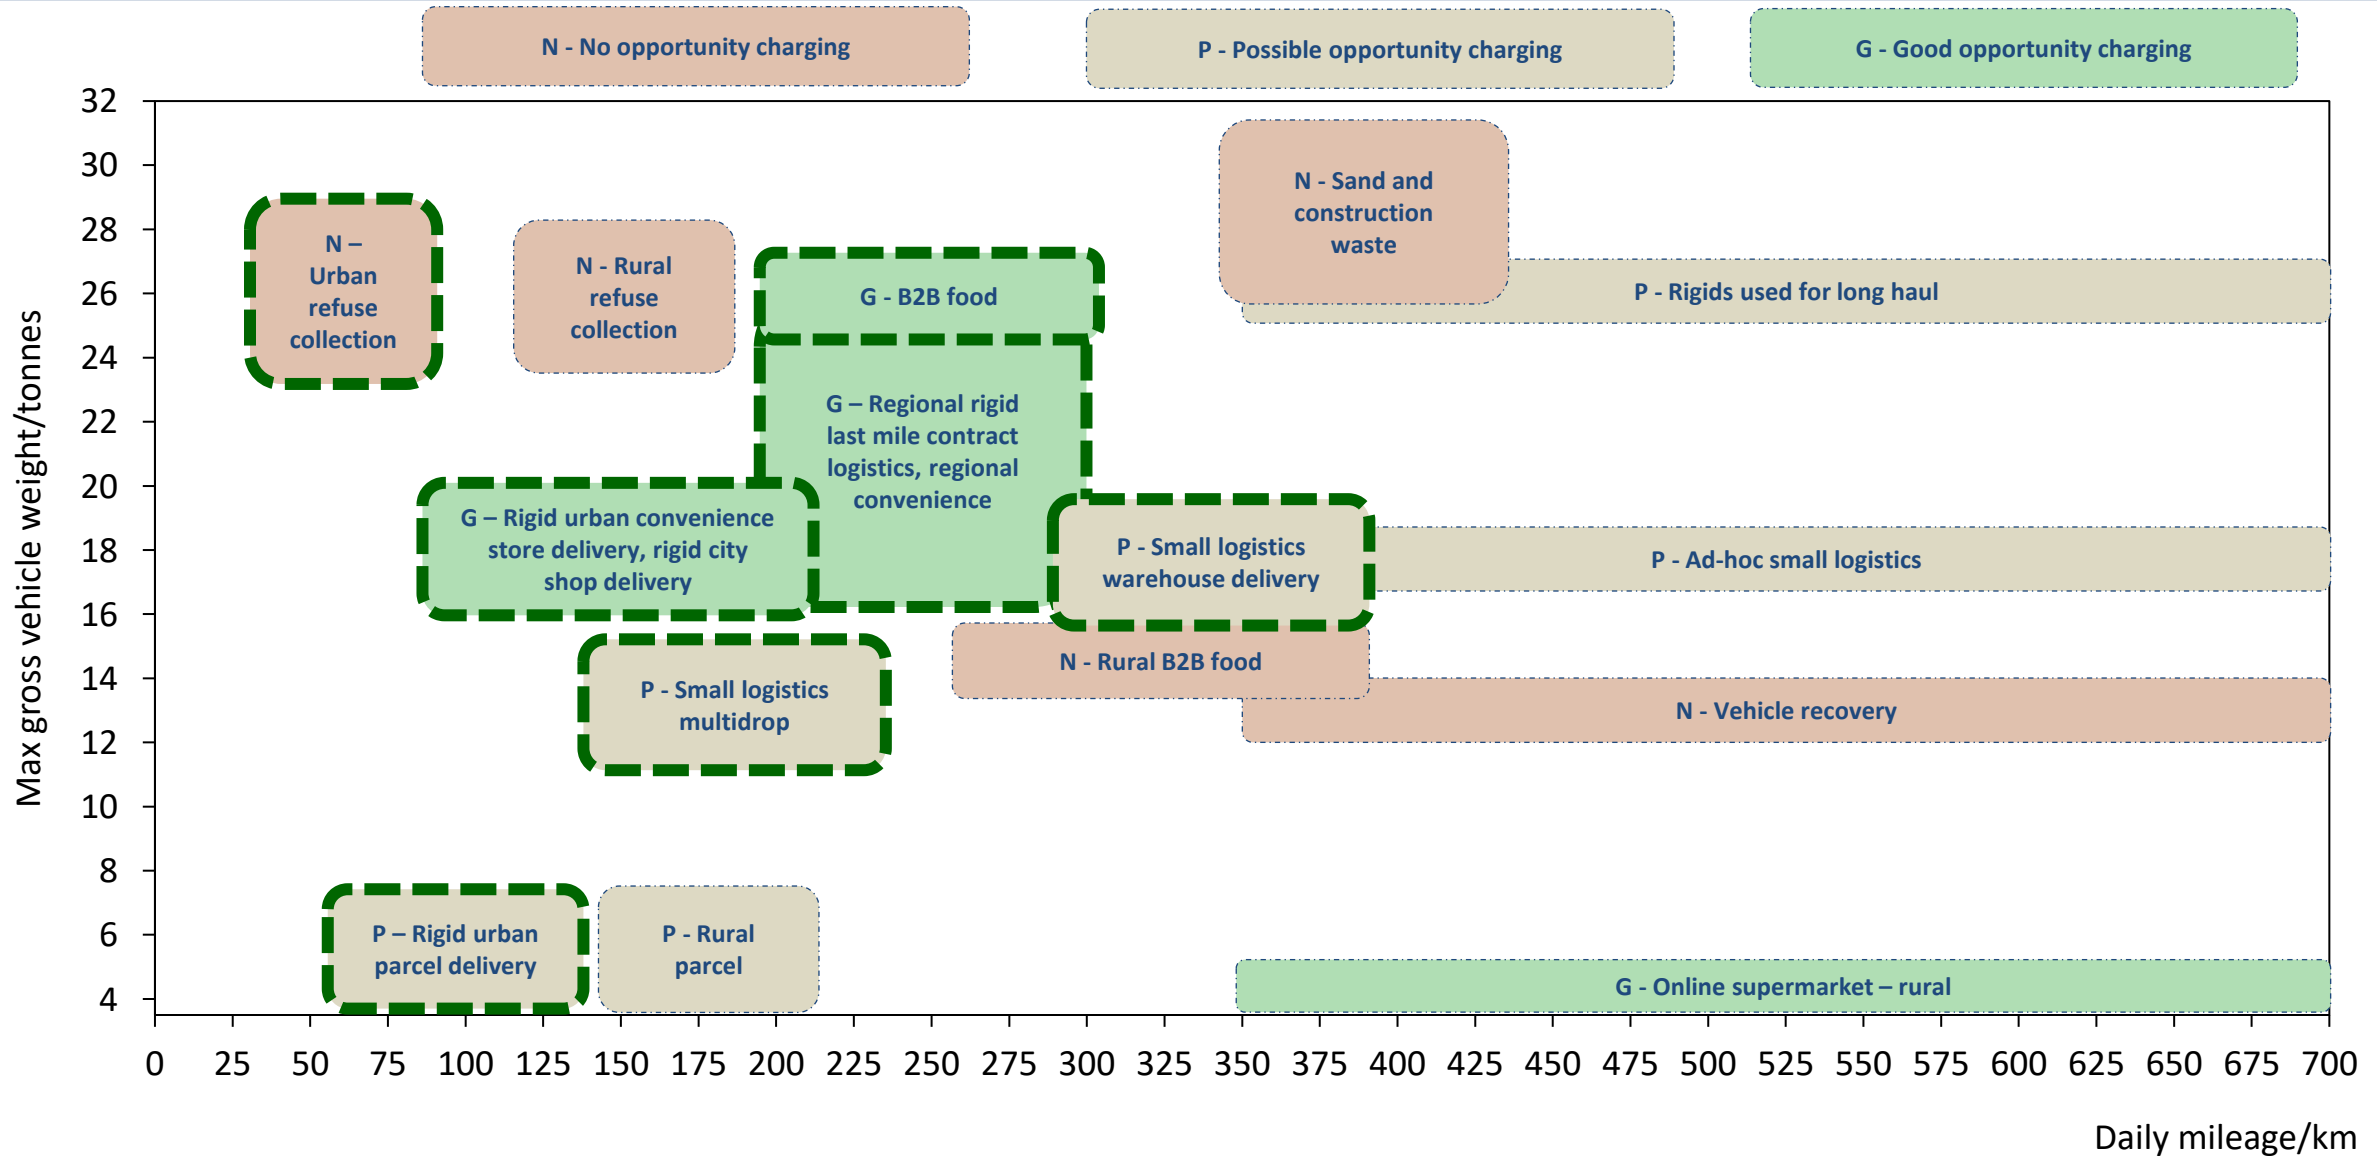 N - No opportunity charging
P - Possible opportunity charging
G - Good opportunity charging
Max gross vehicle weight/tonnes
32
30
28
26
24
22
20
18
16
14
12
10
8
6
4
N –
Urban
refuse
collection
N - Rural
refuse
collection
G - B2B food
N - Sand and
construction
waste
P - Rigids used for long haul
G – Regional rigid
last mile contract
logistics, regional
convenience
G – Rigid urban convenience
store delivery, rigid city
shop delivery
P - Small logistics
warehouse delivery
P - Ad-hoc small logistics
P - Small logistics
multidrop
N - Rural B2B food
N - Vehicle recovery
P – Rigid urban
parcel delivery
P - Rural
parcel
G - Online supermarket – rural
0 25 50 75 100 125 150 175 200 225 250 275 300 325 350 375 400 425 450 475 500 525 550 575 600 625 650 675 700
Daily mileage/km